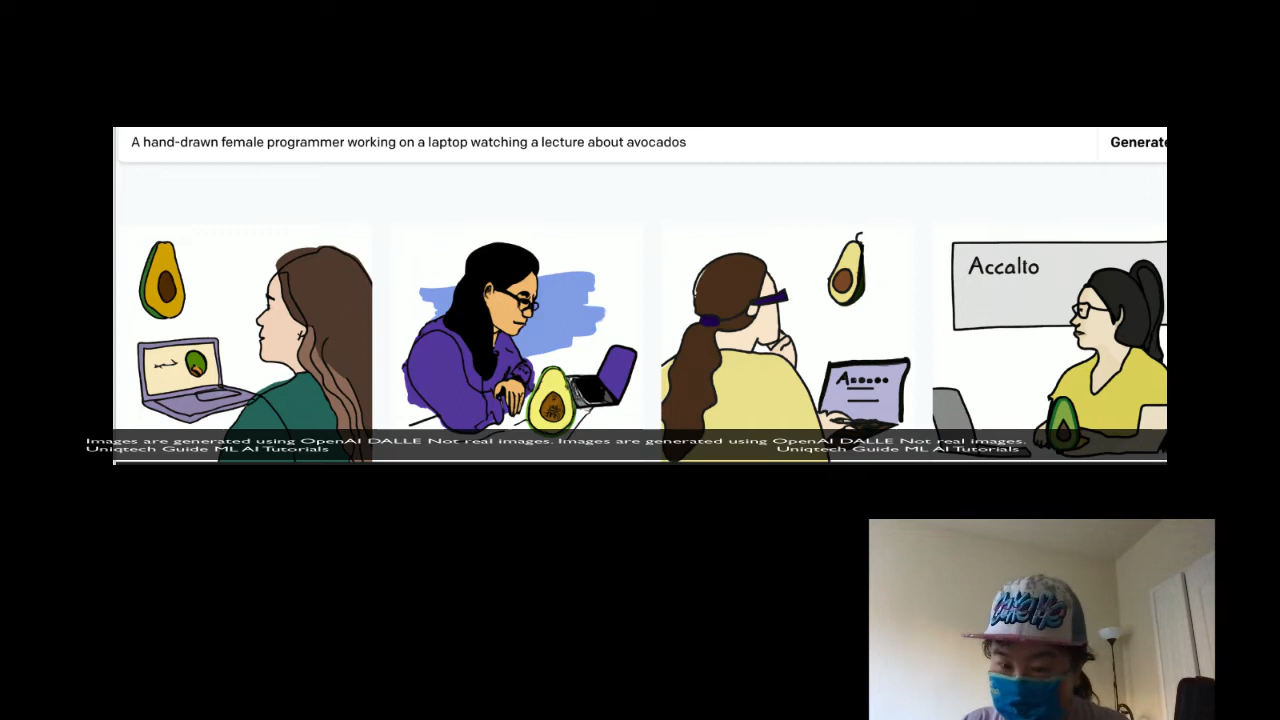 A hand-drawn female programmer working on a laptop watching a lecture about avocados
Generate
Accalto
Images are generated using OpenAI DALLE Not real images. Images are generated using OpenAI DALLE Not real images.
Uniqtech Guide ML AI Tutorials
Uniqtech Guide ML AI Tutorials